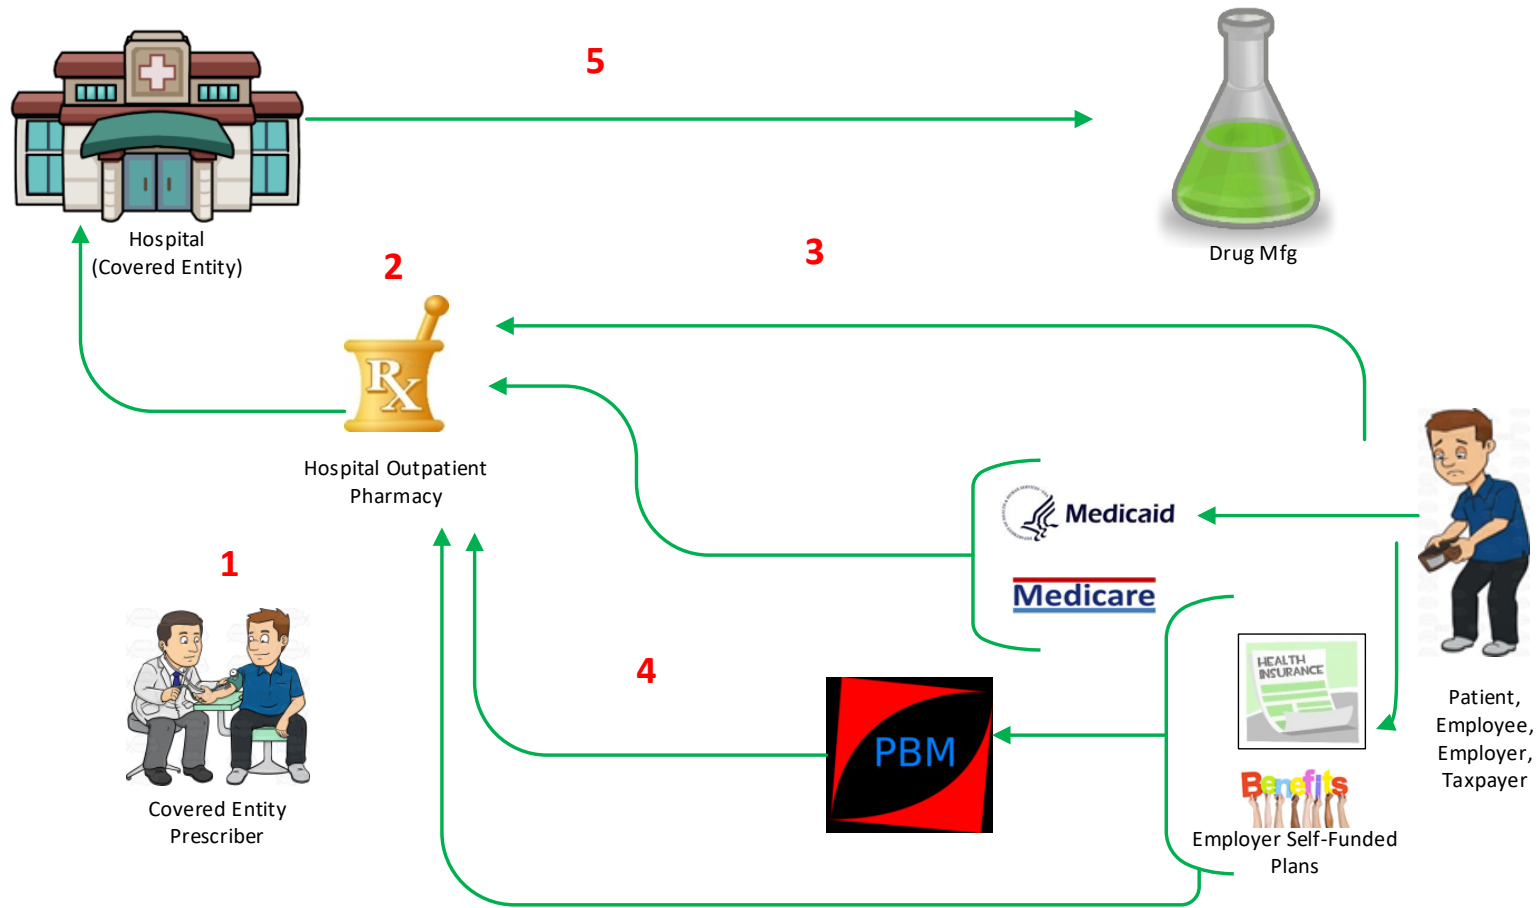 5
Hospital
(Covered Entity)
Drug Mfg
2
3
RX
Hospital Outpatient
Pharmacy
Medicaid
1
Medicare
HEALTH
INSURANCE
4
PBM
Patient,
Employee,
Employer,
Taxpayer
Benefits
Covered Entity
Prescriber
Employer Self-Funded
Plans